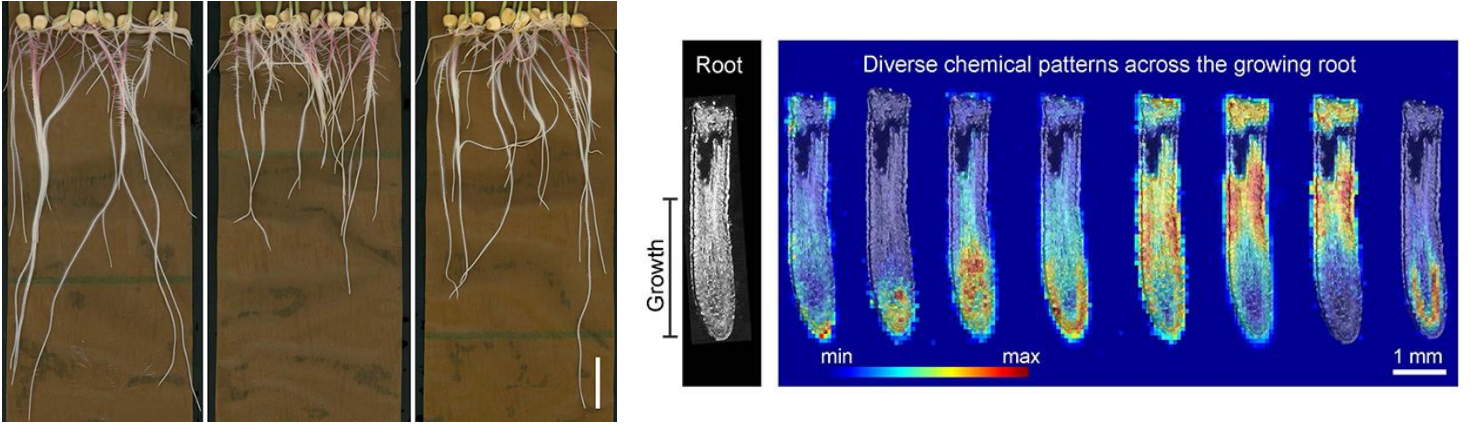 Root
Diverse chemical patterns across the growing root
Growth
min
max
1 mm